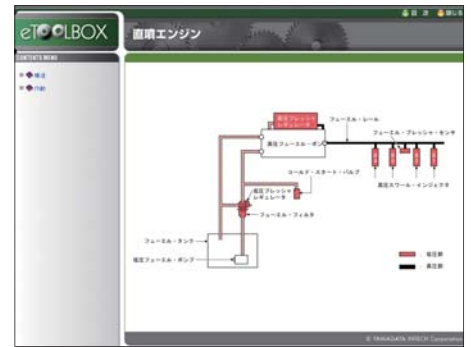 目 次 閉じる
eTOOLBOX
直噴エンジン
CONTENTS MENU
構造
高圧プレッシャ
レギュレータ
フューエル・レール
フューエル・プレッシャ・センサ
高圧フューエル・ポンプ
コールド・スタート・バルブ
高圧スワール・インジェクタ
低圧プレッシャ
レギュレータ
フューエル・フィルタ
フューエル・タンク
低圧フューエル・ポンプ
: 低圧側
: 高圧側
© YAMAGATA INTECH Corporation